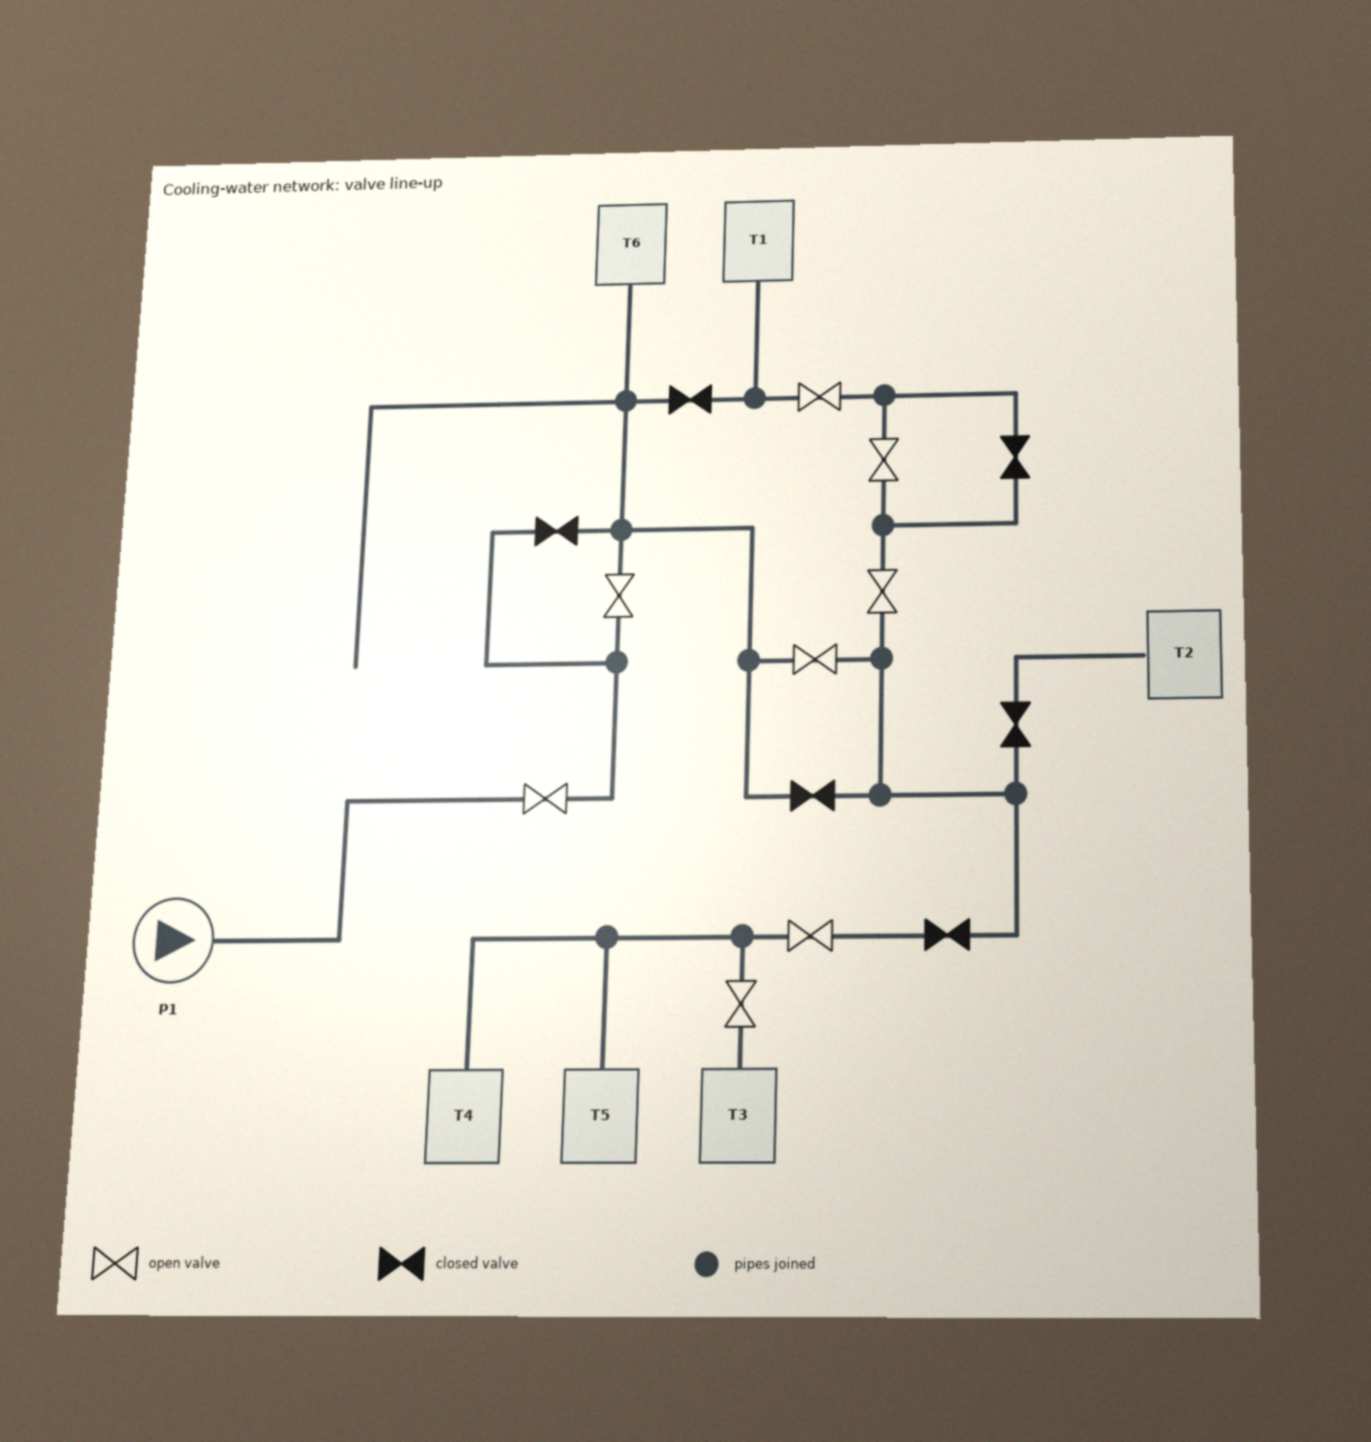 Cooling-water network: valve line-up
T6
T1
T2
P1
T4
T5
T3
open valve
closed valve
pipes joined